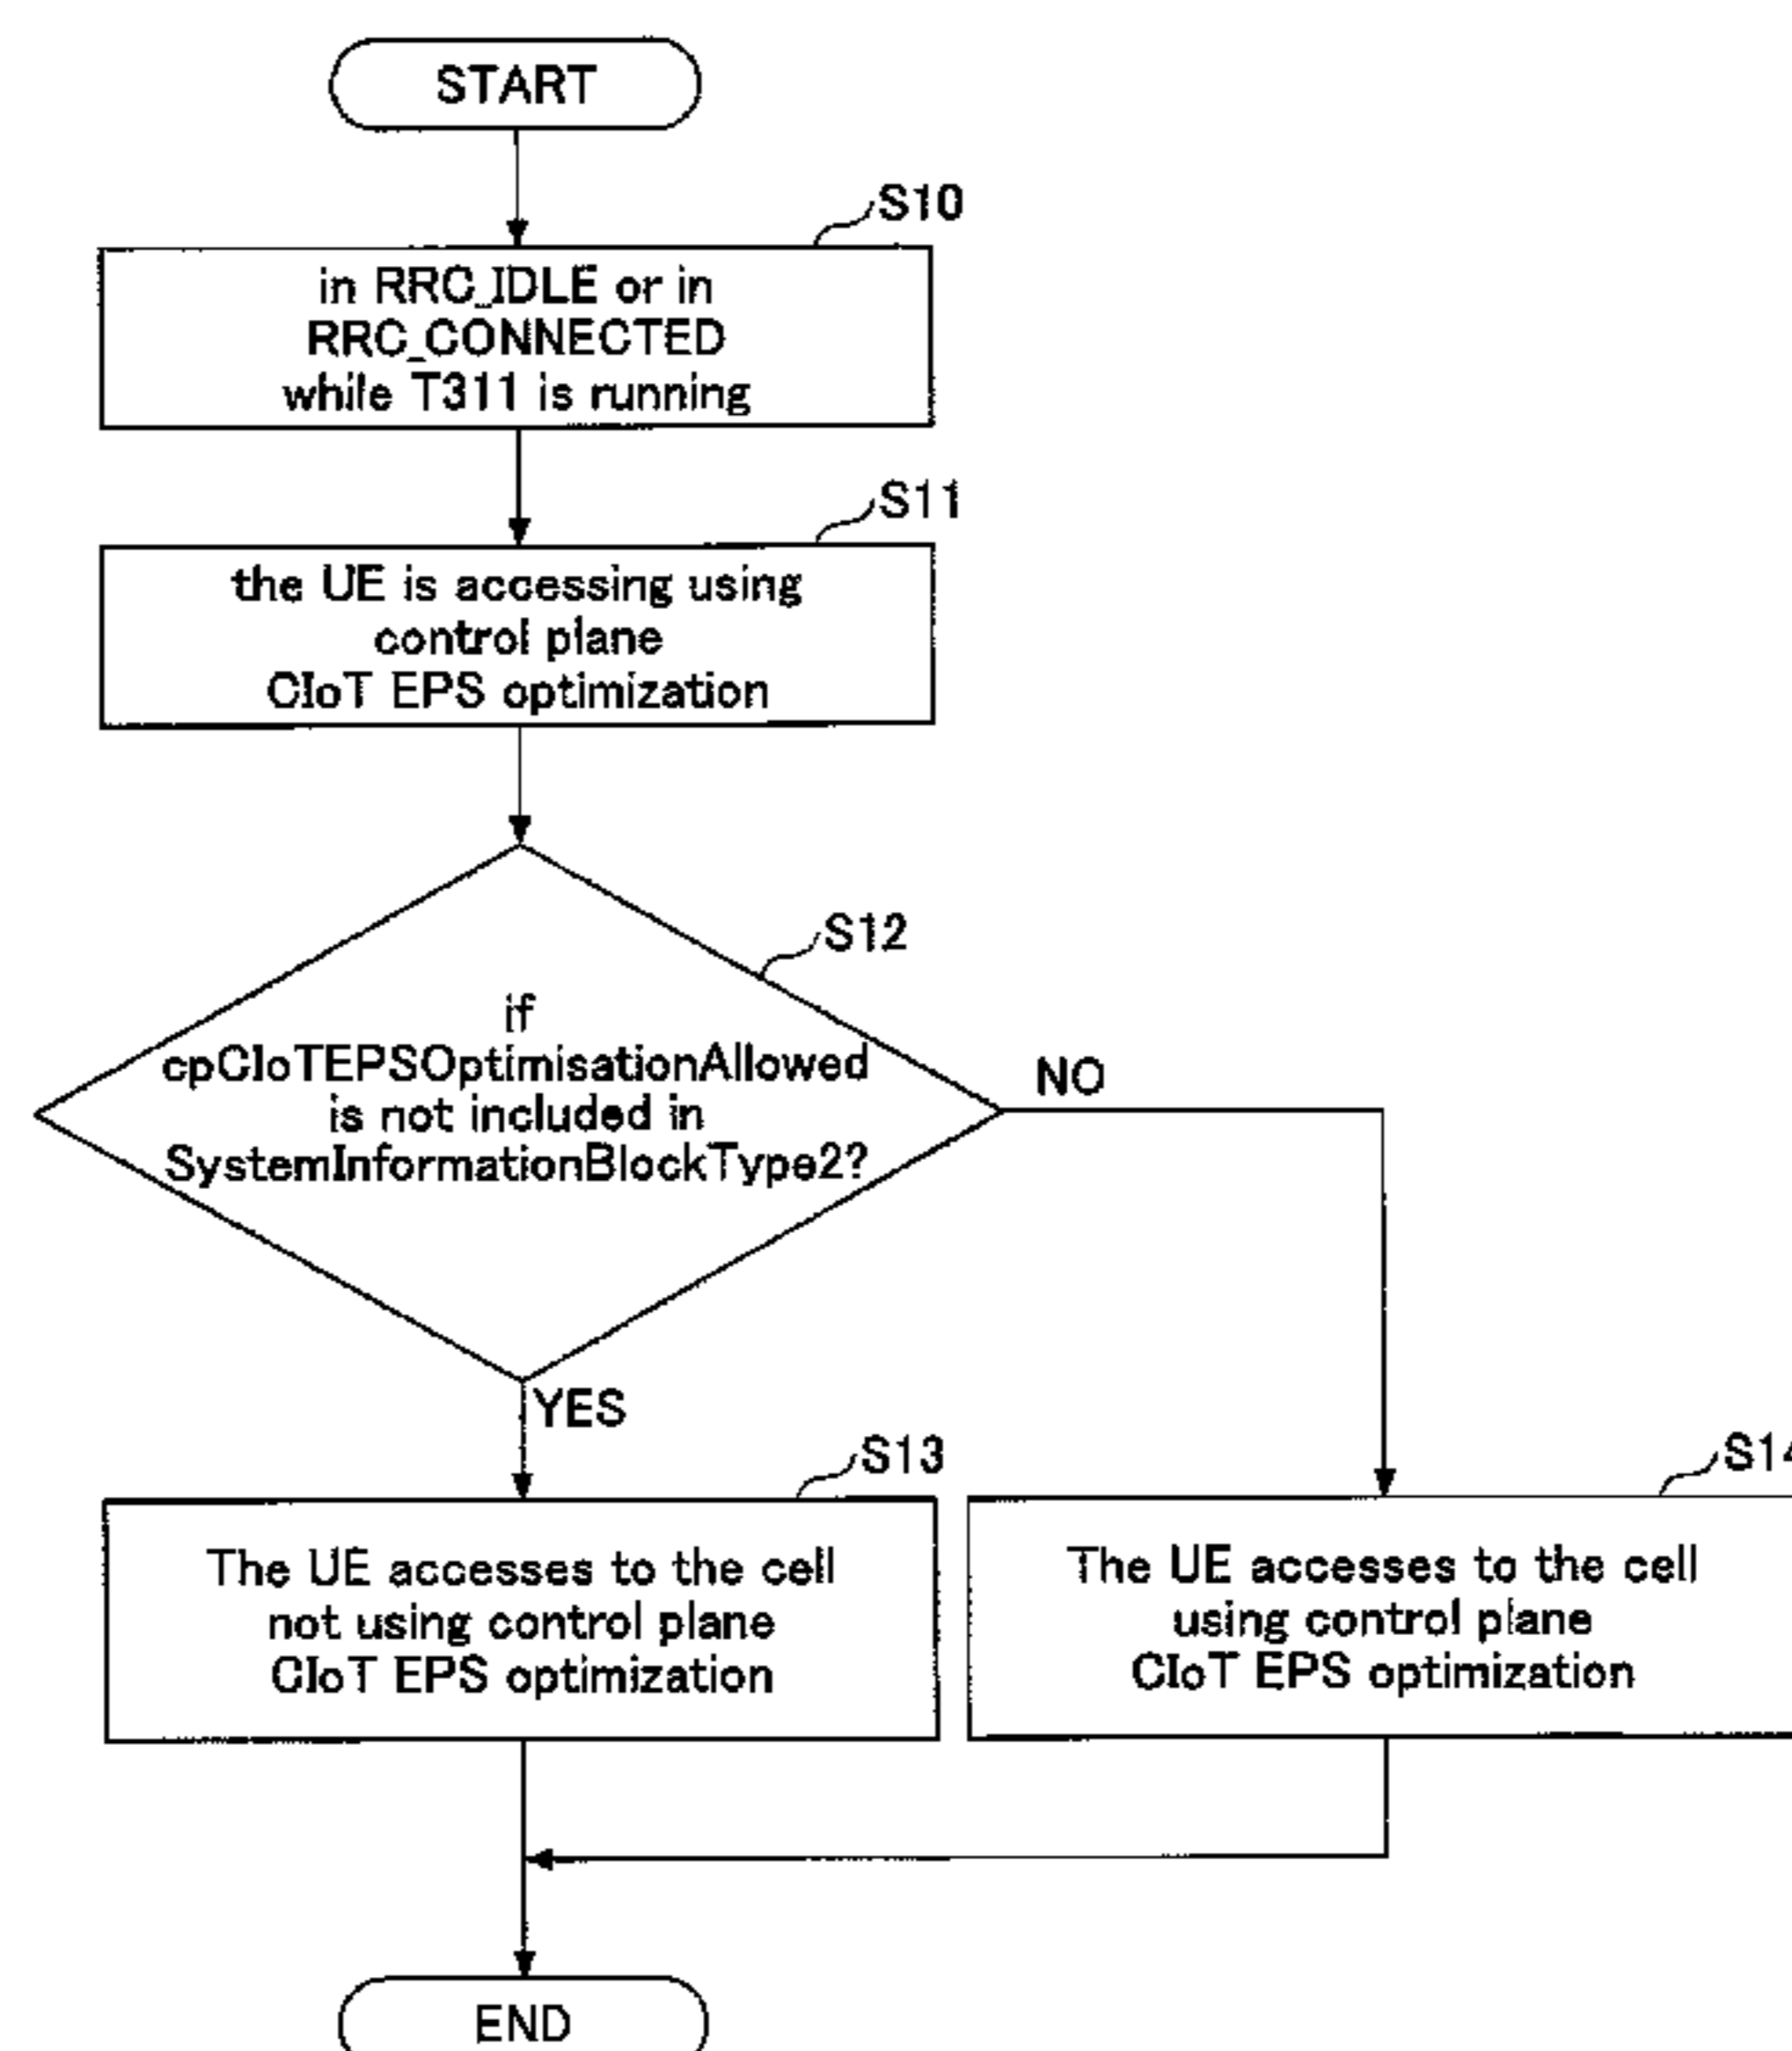 START
S10
in RRC_IDLE or in
RRC_CONNECTED
while T311 is running
S11
the UE is accessing using
control plane
CIoT EPS optimization
S12
if
cpCIoTEPSOptimisationAllowed
is not included in
SystemInformationBlockType2?
NO
YES
S13
The UE accesses to the cell
not using control plane
CIoT EPS optimization
S14
The UE accesses to the cell
using control plane
CIoT EPS optimization
END